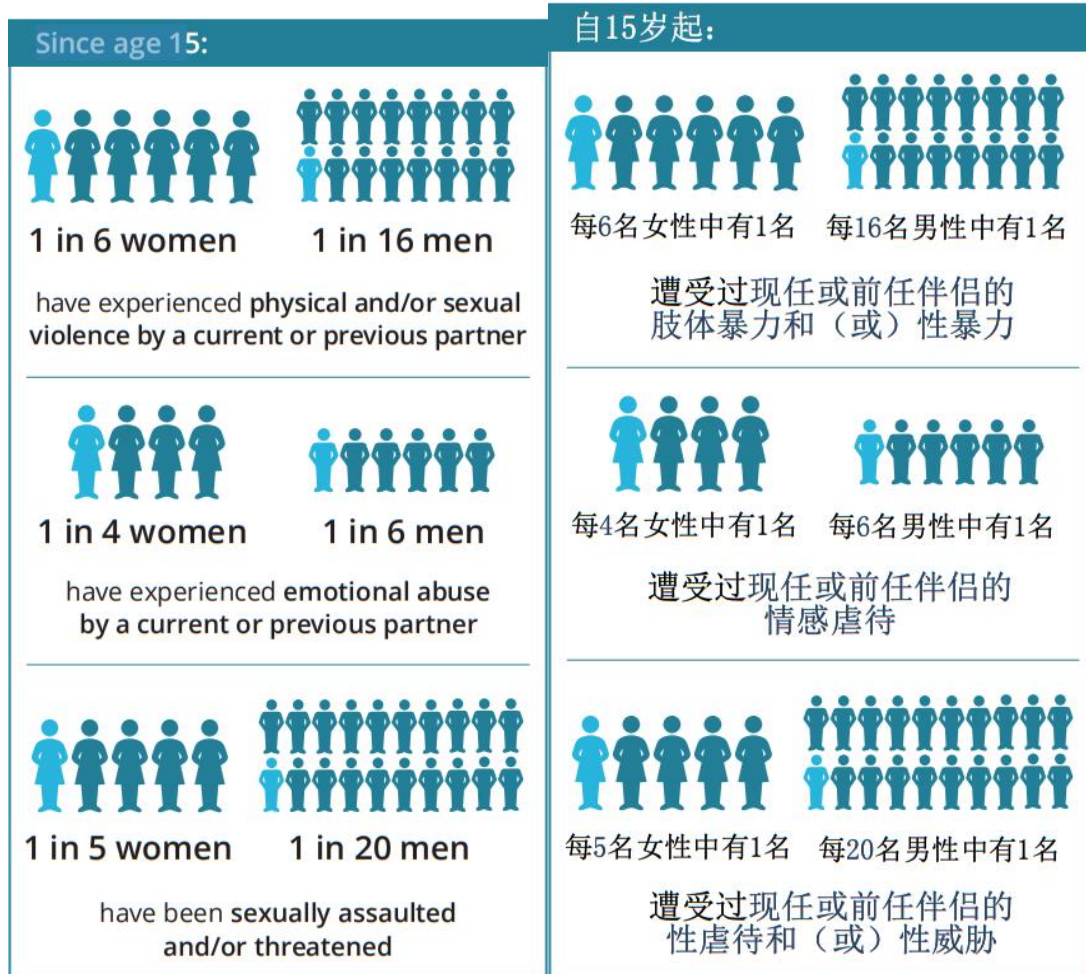 Since age 15:
1 in 6 women
1 in 16 men
have experienced physical and/or sexual
violence by a current or previous partner
1 in 4 women
1 in 6 men
have experienced emotional abuse
by a current or previous partner
1 in 5 women
1 in 20 men
have been sexually assaulted
and/or threatened
自15岁起：
每6名女性中有1名
每16名男性中有1名
遭受过现任或前任伴侣的
肢体暴力和（或）性暴力
每4名女性中有1名
每6名男性中有1名
遭受过现任或前任伴侣的
情感虐待
每5名女性中有1名
每20名男性中有1名
遭受过现任或前任伴侣的
性虐待和（或）性威胁